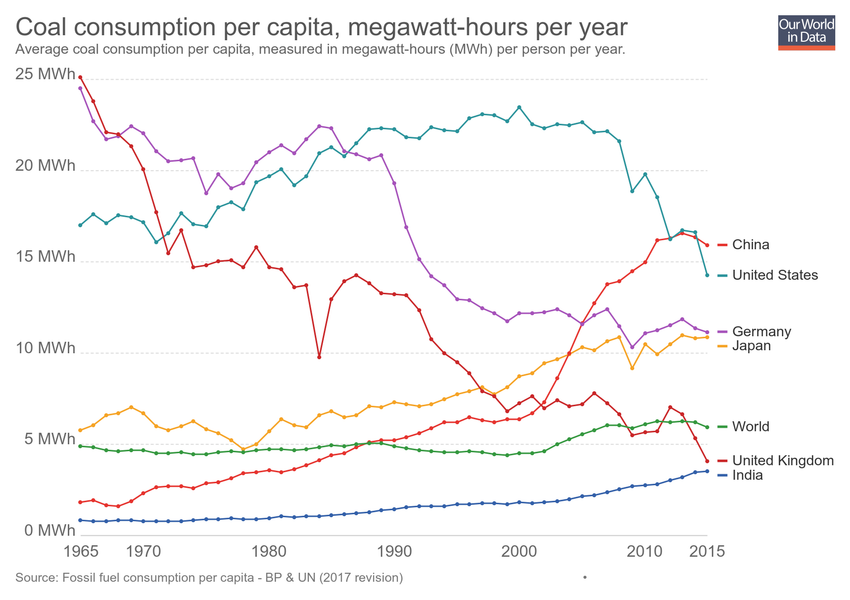 Coal consumption per capita, megawatt-hours per year
Our World
in Data
Average coal consumption per capita, measured in megawatt-hours (MWh) per person per year.
25 MWh
20 MWh
15 MWh
10 MWh
5 MWh
0 MWh
China
United States
Germany
Japan
World
United Kingdom
India
1965
1970
1980
1990
2000
2010
2015
Source: Fossil fuel consumption per capita - BP & UN (2017 revision)
•